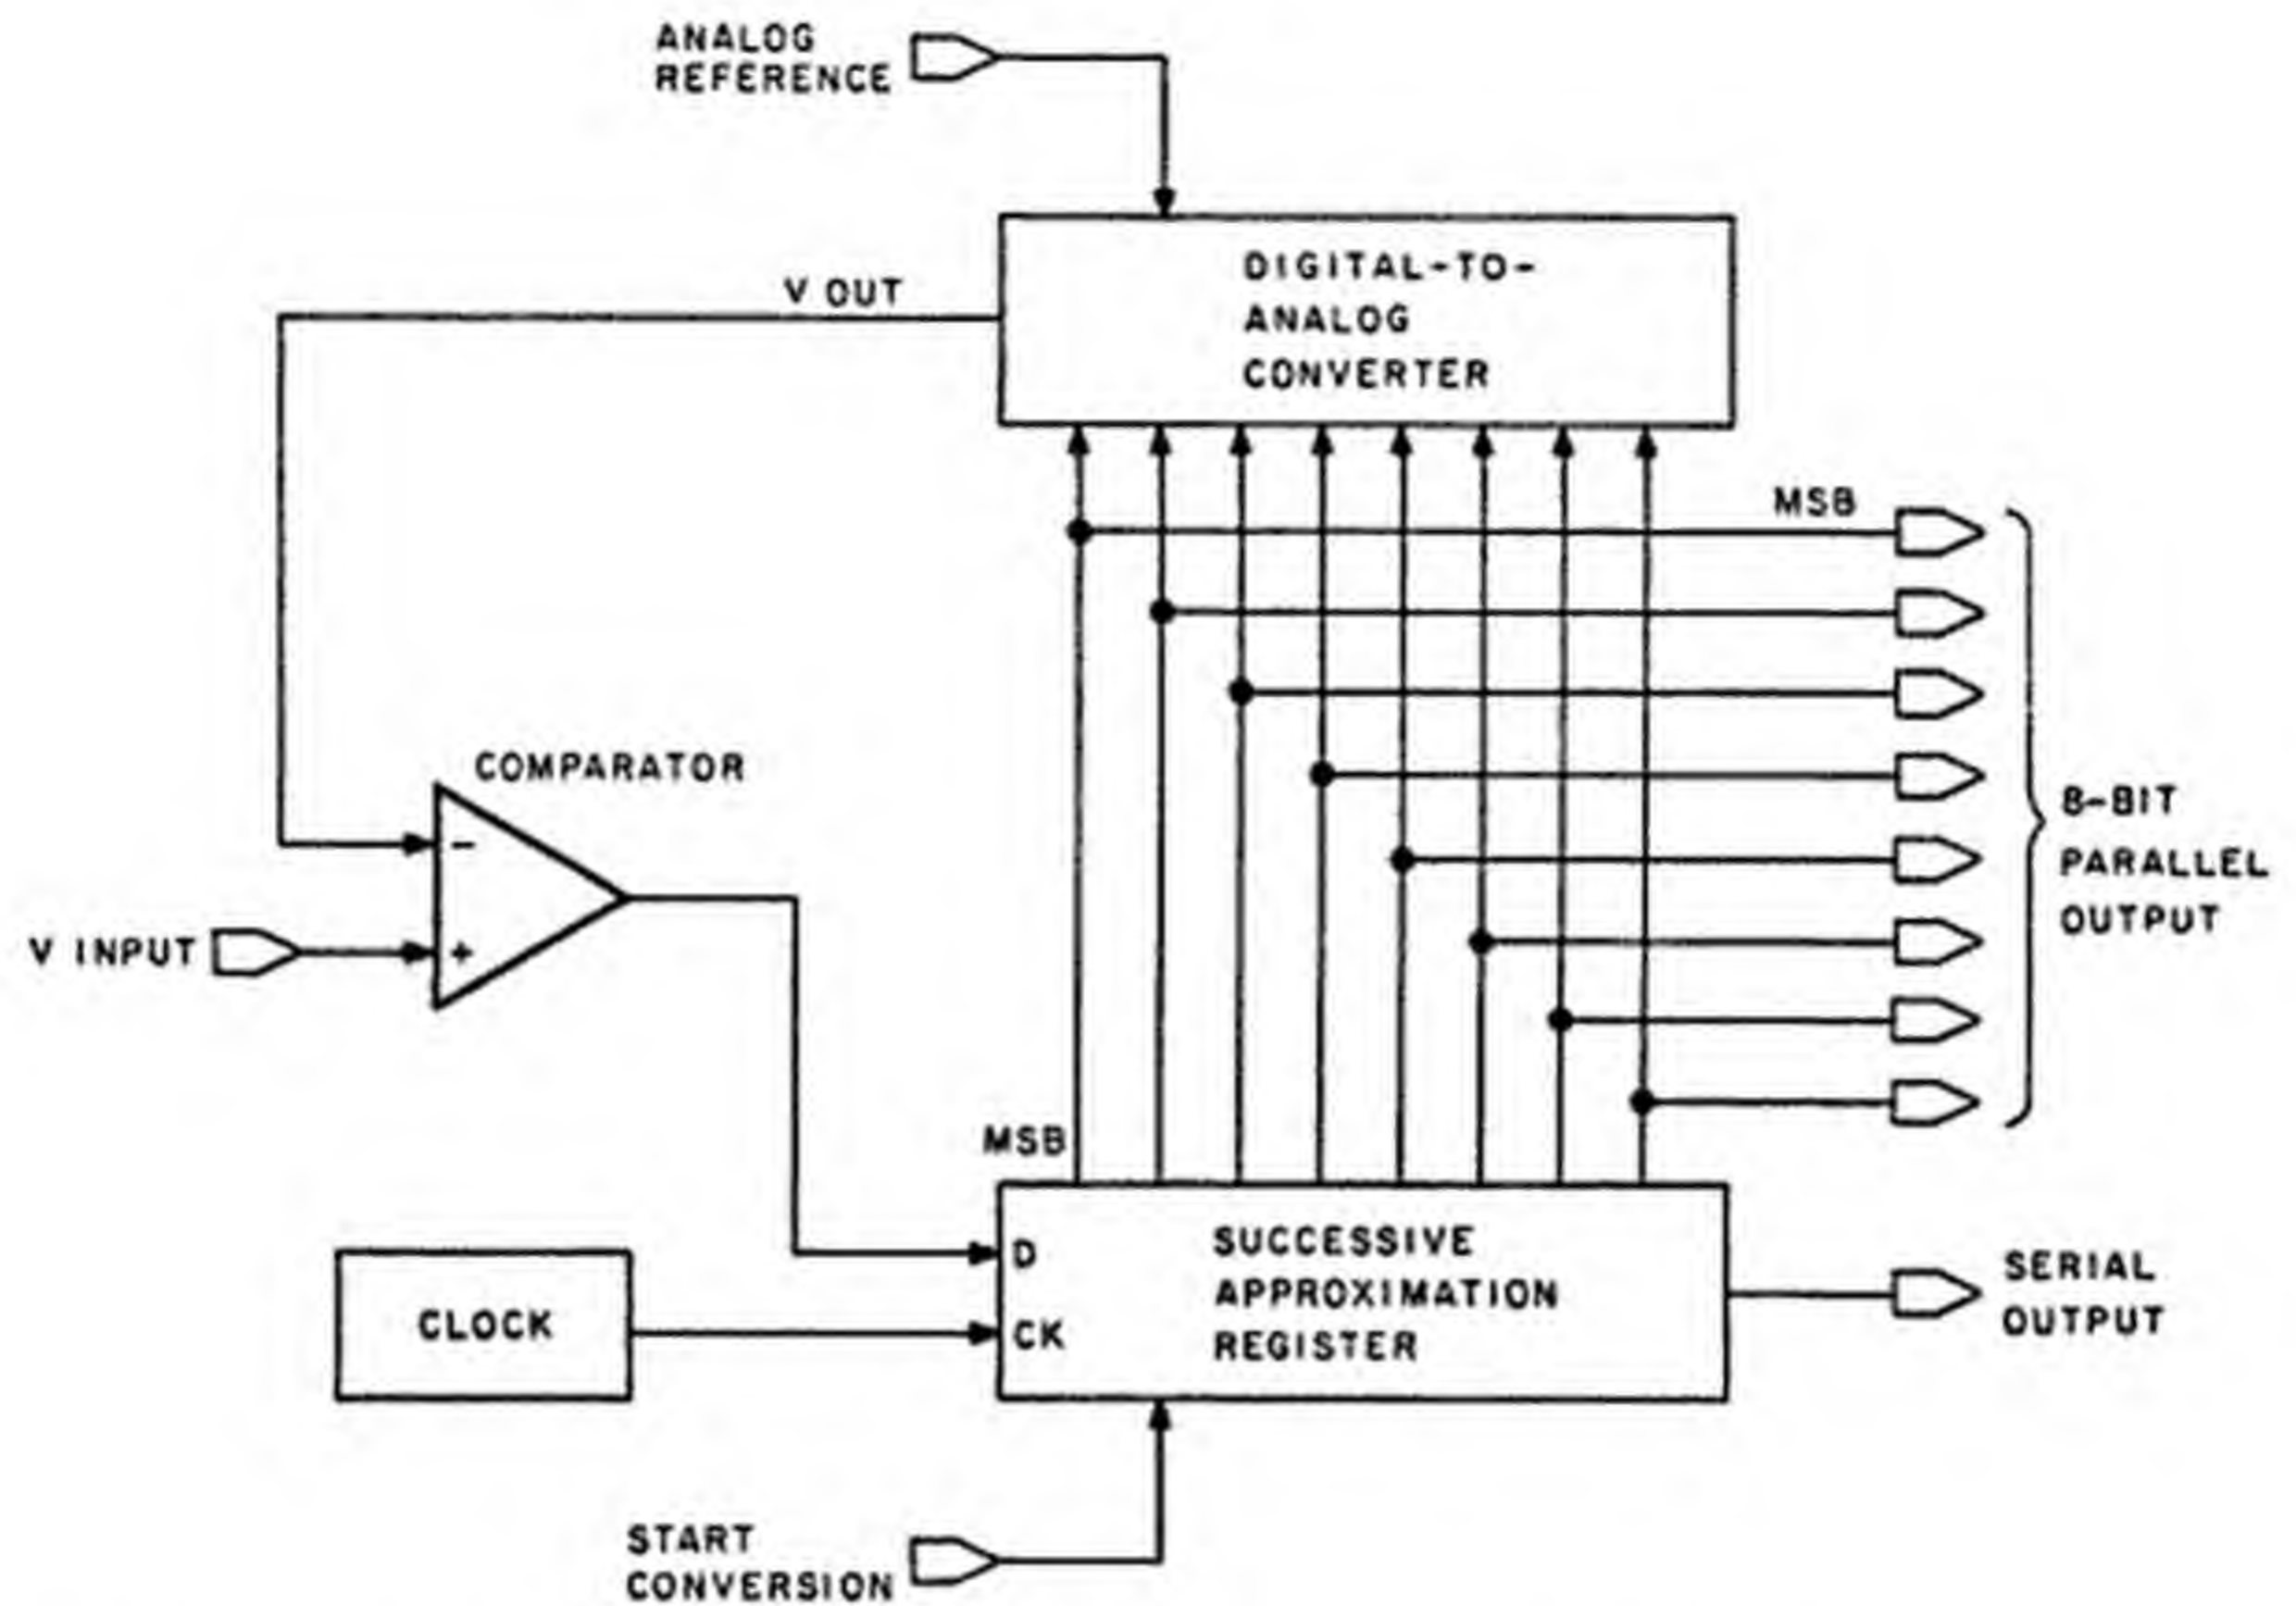 ANALOG
REFERENCE
DIGITAL-TO-
ANALOG
CONVERTER
V OUT
MSB
COMPARATOR
-
V INPUT
+
8-BIT
PARALLEL
OUTPUT
MSB
D
CK
SUCCESSIVE
APPROXIMATION
REGISTER
CLOCK
SERIAL
OUTPUT
START
CONVERSION